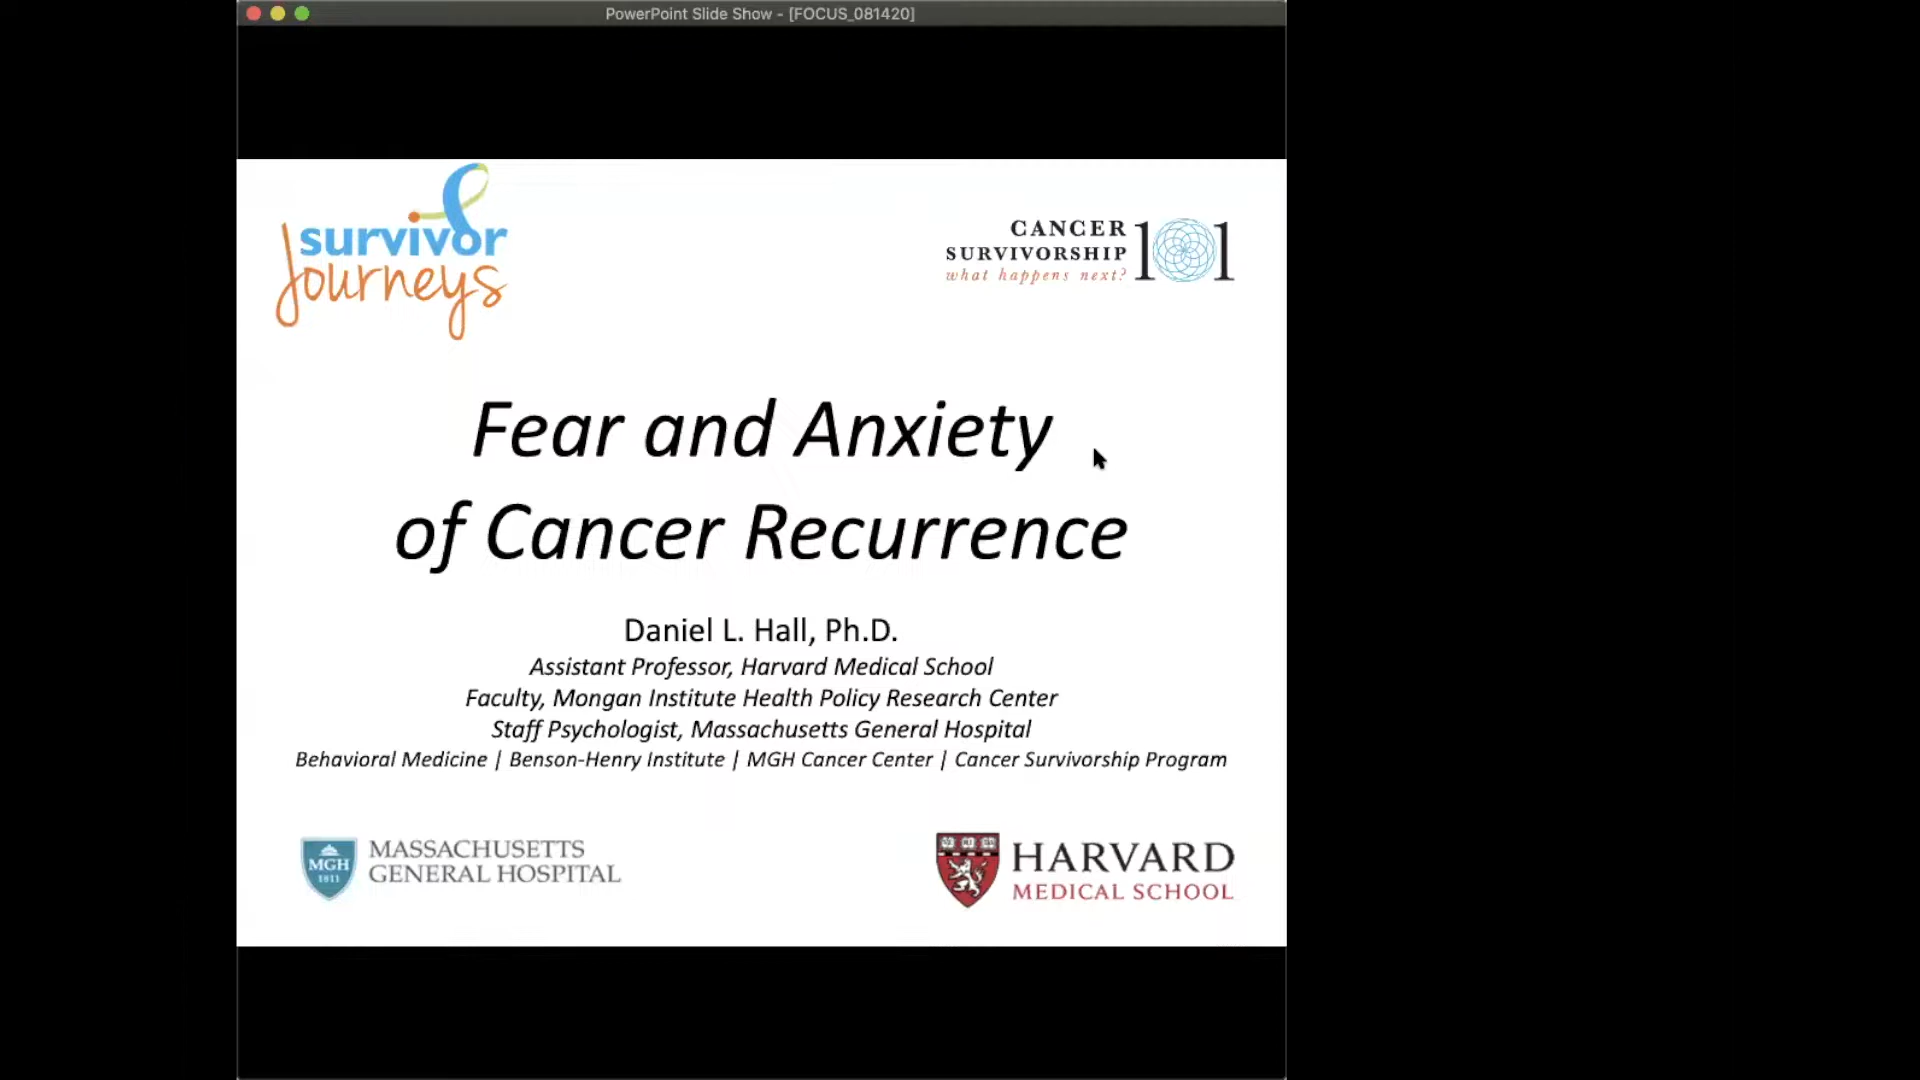 PowerPoint Slide Show - [FOCUS_081420]
survivor
Journeys
CANCER
SURVIVORSHIP 101
what happens next?
Fear and Anxiety
of Cancer Recurrence
Daniel L. Hall, Ph.D.
Assistant Professor, Harvard Medical School
Faculty, Mongan Institute Health Policy Research Center
Staff Psychologist, Massachusetts General Hospital
Behavioral Medicine | Benson-Henry Institute | MGH Cancer Center | Cancer Survivorship Program
MGH
1811
MASSACHUSETTS
GENERAL HOSPITAL
HARVARD
MEDICAL SCHOOL